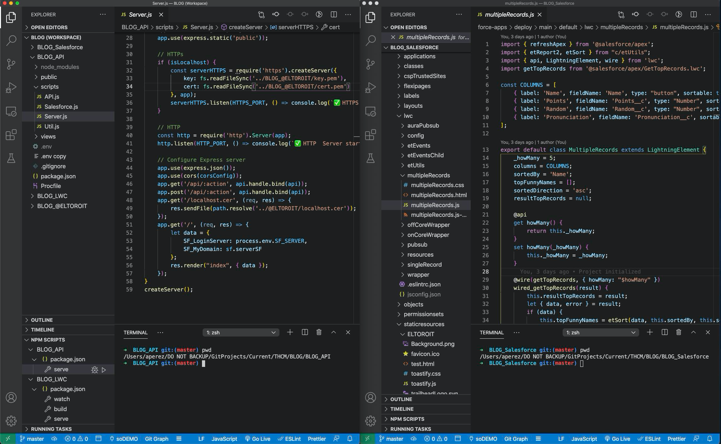 Server.js — BLOG (Workspace)
EXPLORER
OPEN EDITORS
BLOG (WORKSPACE)
BLOG_Salesforce
BLOG_API
node_modules
public
scripts
APIs.js
Salesforce.js
Server.js
Util.js
views
.env
.env copy
.gitignore
package.json
Procfile
BLOG_LWC
BLOG_@ELTOROIT
OUTLINE
TIMELINE
NPM SCRIPTS
BLOG_API
package.json
serve
BLOG_LWC
package.json
watch
build
serve
RUNNING TASKS
Server.js
BLOG_API > scripts > Server.js > createServer > serverHTTPS > cert
28 app.use(express.static('public'));
29
30 // HTTPs
31 if (isLocalhost) {
32 const serverHTTPS = require('https').createServer({
33 key: fs.readFileSync('../BLOG_@ELTOROIT/key.pem'),
34 cert: fs.readFileSync('../BLOG_@ELTOROIT/cert.pem')
35 }, app);
36 serverHTTPS.listen(HTTPS_PORT, () => console.log(`✅ HTTPS
37 }
38
39 // HTTP
40 const http = require('http').Server(app);
41 http.listen(HTTP_PORT, () => console.log(`✅ HTTP Server star
42
43 // Configure Express server
44 app.use(express.json());
45 app.use(cors(corsConfig));
46 app.get('/api/:action', api.handle.bind(api));
47 app.post('/api/:action', api.handle.bind(api));
48 app.get('/localhost.cer', (req, res) => {
49 res.sendFile(path.resolve('../@ELTOROIT/localhost.cer'));
50 });
51 app.get('/', (req, res) => {
52 let data = {
53 SF_LoginServer: process.env.SF_SERVER,
54 SF_MyDomain: sf.serverSF
55 };
56 res.render("index", { data });
57 });
58 }
59 createServer();
TERMINAL
1: zsh
→ BLOG_API git:(master) pwd
/Users/aperez/DO NOT BACKUP/GitProjects/Current/THCM/BLOG/BLOG_API
→ BLOG_API git:(master)
master 0 0 soDEMO Git Graph LF JavaScript Go Live ESLint Prettier
multipleRecords.js — BLOG_Salesforce
EXPLORER
OPEN EDITORS
multipleRecords.js for...
BLOG_SALESFORCE
applications
classes
cspTrustedSites
flexipages
labels
layouts
lwc
auraPubsub
config
etEvents
etEventsChild
etUtils
multipleRecords
multipleRecords.css
multipleRecords.html
multipleRecords.js
multipleRecords.js-...
offCoreWrapper
onCoreWrapper
pubsub
resources
singleRecord
wrapper
.eslintrc.json
jsconfig.json
objects
permissionsets
staticresources
ELTOROIT
Background.png
favicon.ico
test.html
toastify.css
toastify.js
OUTLINE
TIMELINE
NPM SCRIPTS
RUNNING TASKS
multipleRecords.js
force-apps > deploy > main > default > lwc > multipleRecords > multipleRecords.js
You, 3 days ago | 1 author (You)
1 import { refreshApex } from '@salesforce/apex';
2 import { etReport2, etSort } from "c/etUtils";
3 import { api, LightningElement, wire } from 'lwc';
4 import getTopRecords from '@salesforce/apex/GetTopRecords.lwc';
5
6 const COLUMNS = [
7 { label: 'Name', fieldName: 'Name', type: "button", sortable:
8 { label: 'Points', fieldName: 'Points__c', type: "Number", sor
9 { label: 'Random', fieldName: 'Random__c', type: "Number", sor
10 { label: 'Pronunciation', fieldName: 'Pronunciation__c', sortab
11 ];
12
You, 3 days ago | 1 author (You)
13 export default class MultipleRecords extends LightningElement {
14 _howMany = 5;
15 columns = COLUMNS;
16 sortedBy = 'Name';
17 topFunnyNames = [];
18 sortedDirection = 'asc';
19 resultTopRecords = null;
20
21 @api
22 get howMany() {
23 return this._howMany;
24 }
25 set howMany(_howMany) {
26 this._howMany = _howMany;
27 }
28 You, 3 days ago • Project initialized
29 @wire(getTopRecords, { howMany: "$howMany" })
30 wired_getTopRecords(result) {
31 this.resultTopRecords = result;
32 let { data, error } = result;
33 if (data) {
34 this.topFunnyNames = etSort(data, this.sortedBy, this.s
TERMINAL
1: zsh
→ BLOG_Salesforce git:(master) pwd
/Users/aperez/DO NOT BACKUP/GitProjects/Current/THCM/BLOG/BLOG_Salesforce
→ BLOG_Salesforce git:(master)
master 0 0 soDEMO Git Graph LF JavaScript Go Live ESLint Prettier